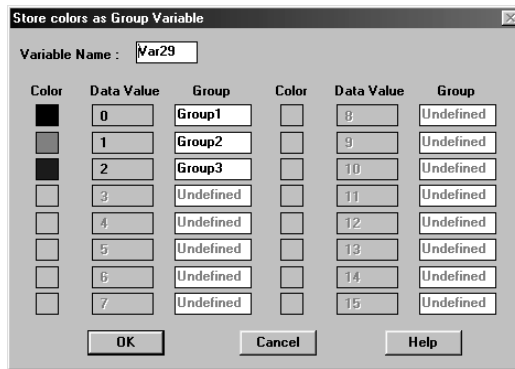 Store colors as Group Variable
Variable Name : Var29
Color Data Value Group Color Data Value Group
0 Group1 8 Undefined
1 Group2 9 Undefined
2 Group3 10 Undefined
3 Undefined 11 Undefined
4 Undefined 12 Undefined
5 Undefined 13 Undefined
6 Undefined 14 Undefined
7 Undefined 15 Undefined
OK Cancel Help